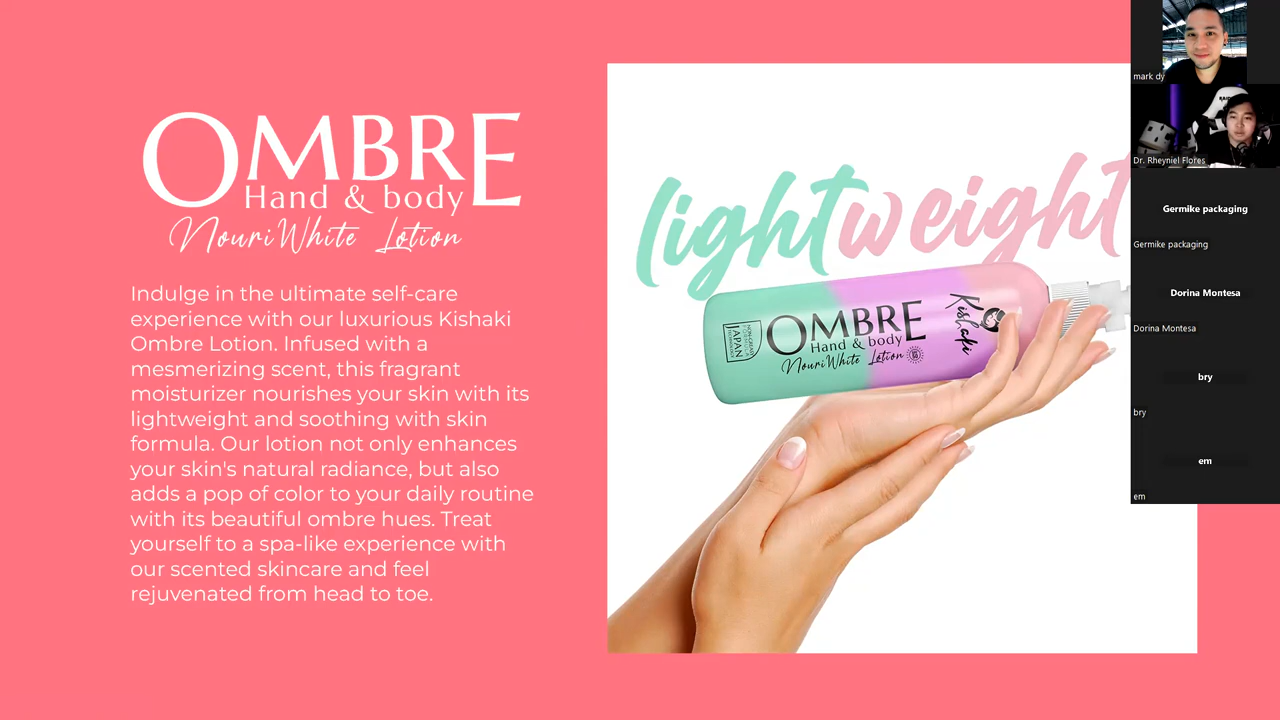 OMBRE
Hand & body
NouriWhite Lotion
Indulge in the ultimate self-care
experience with our luxurious Kishaki
Ombre Lotion. Infused with a
mesmerizing scent, this fragrant
moisturizer nourishes your skin with its
lightweight and soothing with skin
formula. Our lotion not only enhances
your skin's natural radiance, but also
adds a pop of color to your daily routine
with its beautiful ombre hues. Treat
yourself to a spa-like experience with
our scented skincare and feel
rejuvenated from head to toe.
lightweight
NON-GREASY
FORMULA
JAPAN
TECHNOLOGY
OMBRE
Hand & body
NouriWhite Lotion
Kishaki
mark dy
Dr. Rheyniel Flores
Germike packaging
Germike packaging
Dorina Montesa
Dorina Montesa
bry
bry
em
em